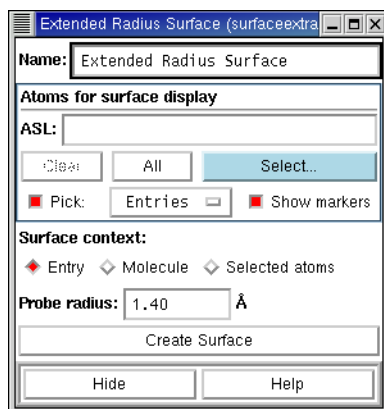 Extended Radius Surface (surfaceextra
Name: Extended Radius Surface
Atoms for surface display
ASL:
Clear All Select...
Pick: Entries Show markers
Surface context:
Entry Molecule Selected atoms
Probe radius: 1.40 Å
Create Surface
Hide Help